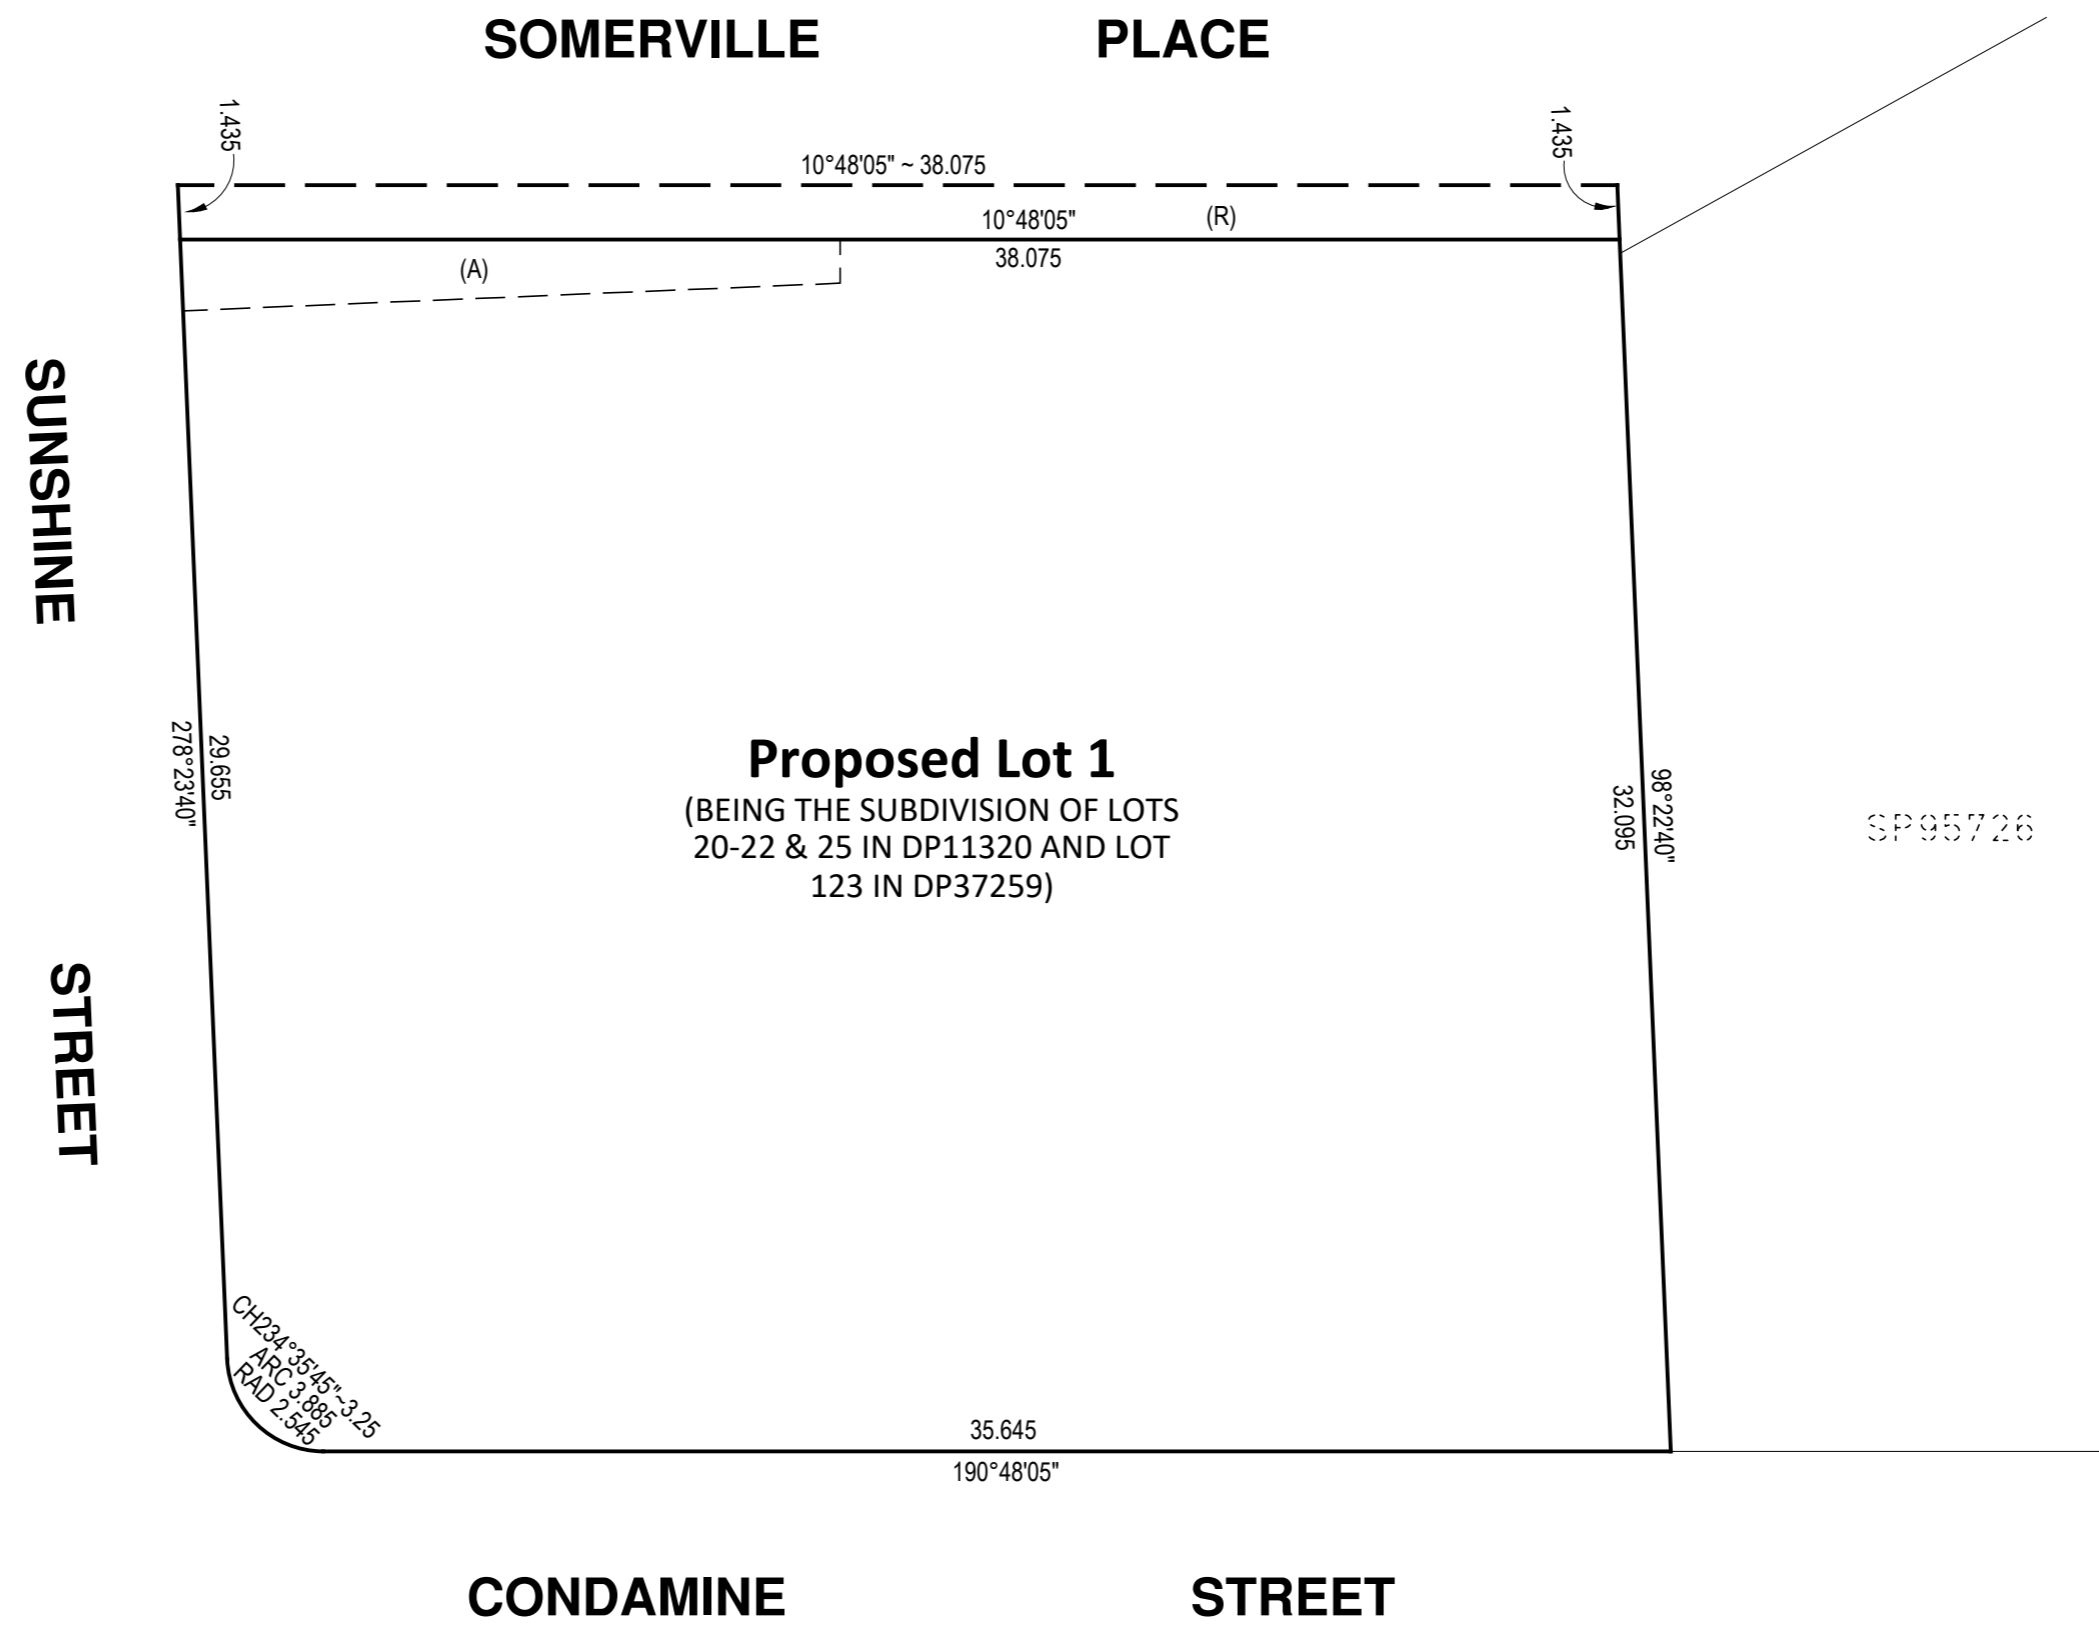 SOMERVILLE PLACE
1.435
1.435
10°48'05" ~ 38.075
10°48'05"
(R)
38.075
(A)
SUNSHINE STREET
278°23'40"
29.655
Proposed Lot 1
(BEING THE SUBDIVISION OF LOTS
20-22 & 25 IN DP11320 AND LOT
123 IN DP37259)
32.095
98°22'40"
SP95726
CH234°35'45"~3.25
ARC 3.885
RAD 2.545
35.645
190°48'05"
CONDAMINE STREET